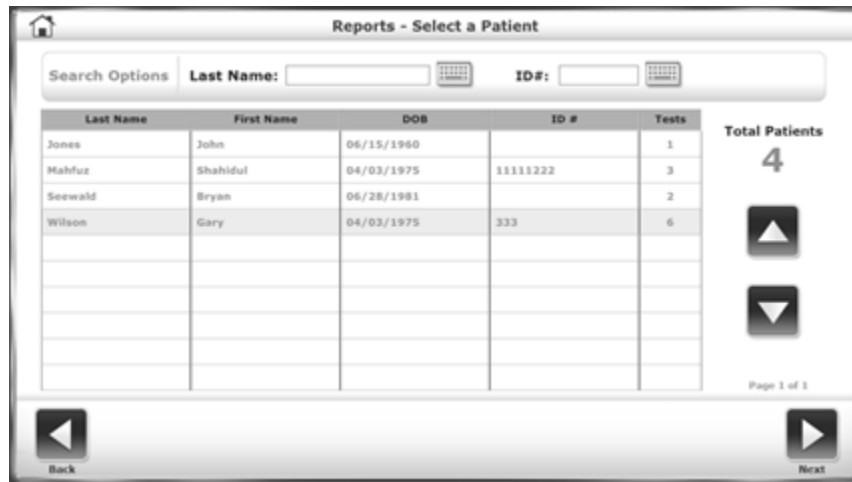 Reports - Select a Patient
Search Options Last Name: ID#:
Last Name First Name DOB ID # Tests
Jones John 06/15/1960 1
Mahfuz Shahidul 04/03/1975 11111222 3
Seewald Bryan 06/28/1981 2
Wilson Gary 04/03/1975 333 6
Total Patients
4
Page 1 of 1
Back Next